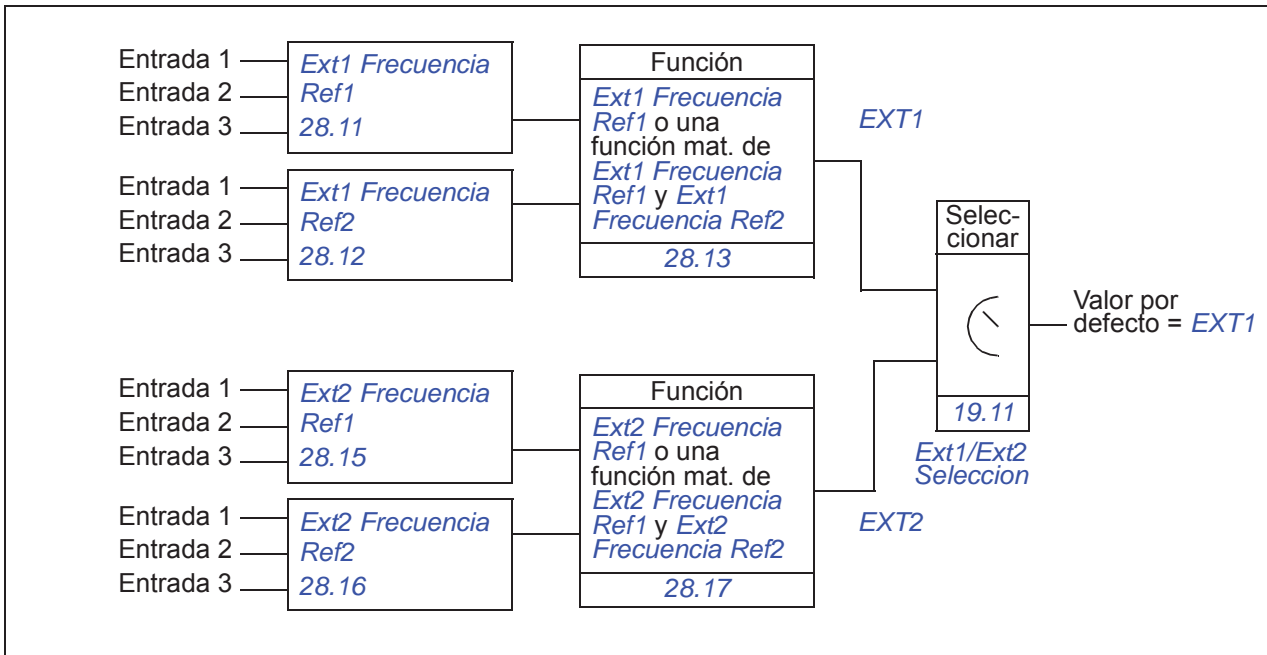 Entrada 1
Entrada 2
Entrada 3
Ext1 Frecuencia
Ref1
28.11
Entrada 1
Entrada 2
Entrada 3
Ext1 Frecuencia
Ref2
28.12
Función
Ext1 Frecuencia
Ref1 o una
función mat. de
Ext1 Frecuencia
Ref1 y Ext1
Frecuencia Ref2
28.13
EXT1
Entrada 1
Entrada 2
Entrada 3
Ext2 Frecuencia
Ref1
28.15
Entrada 1
Entrada 2
Entrada 3
Ext2 Frecuencia
Ref2
28.16
Función
Ext2 Frecuencia
Ref1 o una
función mat. de
Ext2 Frecuencia
Ref1 y Ext2
Frecuencia Ref2
28.17
EXT2
Selec-
cionar
19.11
Ext1/Ext2
Seleccion
Valor por
defecto = EXT1